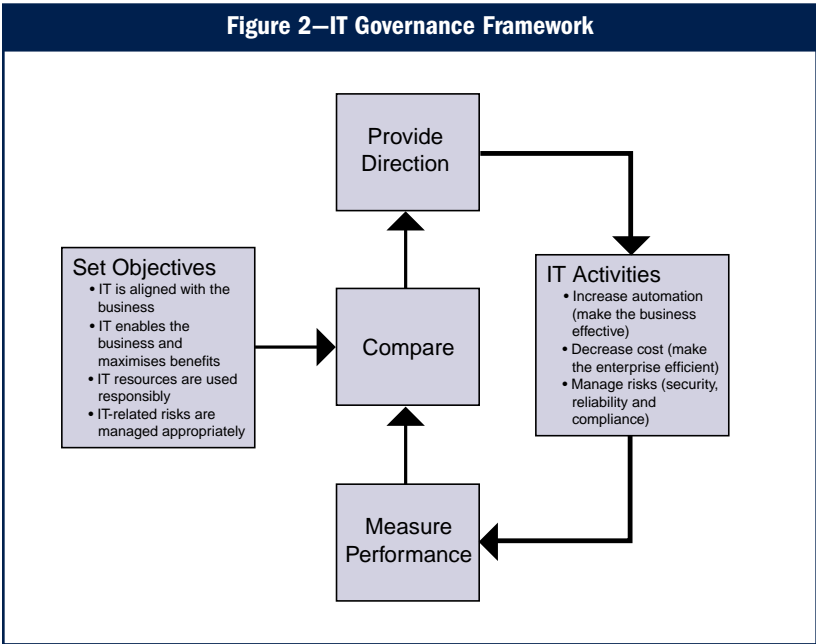 Figure 2—IT Governance Framework
Provide
Direction
Set Objectives
• IT is aligned with the
business
• IT enables the
business and
maximises benefits
• IT resources are used
responsibly
• IT-related risks are
managed appropriately
Compare
IT Activities
• Increase automation
(make the business
effective)
• Decrease cost (make
the enterprise efficient)
• Manage risks (security,
reliability and
compliance)
Measure
Performance